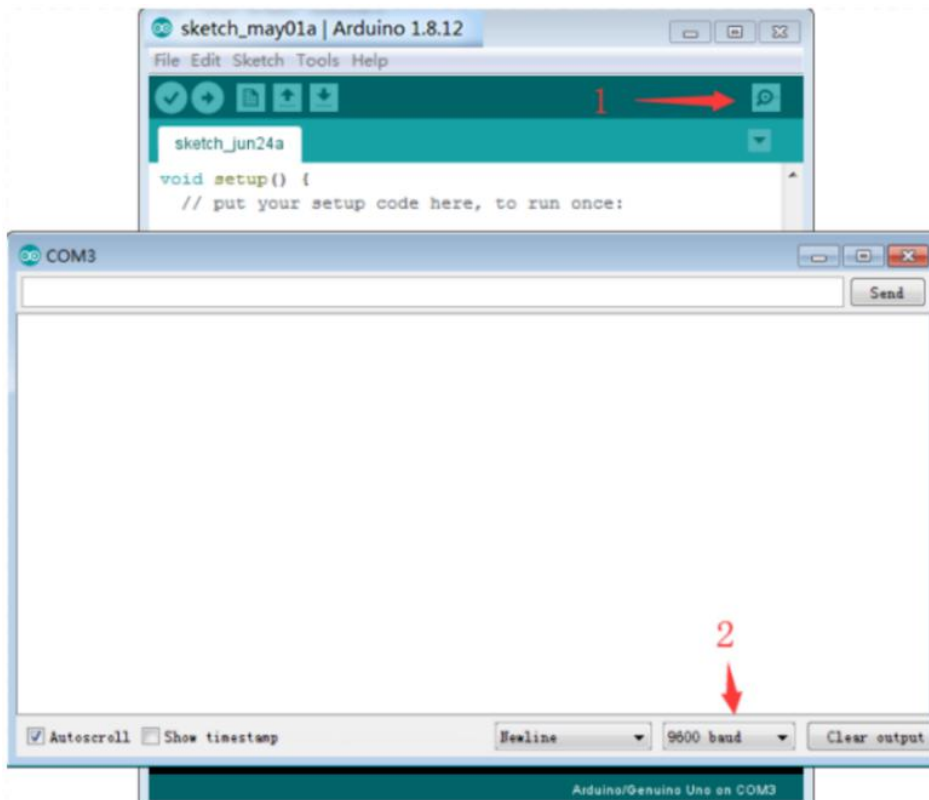 sketch_may01a | Arduino 1.8.12
File Edit Sketch Tools Help
1
sketch_jun24a
void setup() {
// put your setup code here, to run once:
COM3
Send
2
Autoscroll Show timestamp Newline 9600 baud Clear output
Arduino/Genuino Uno on COM3